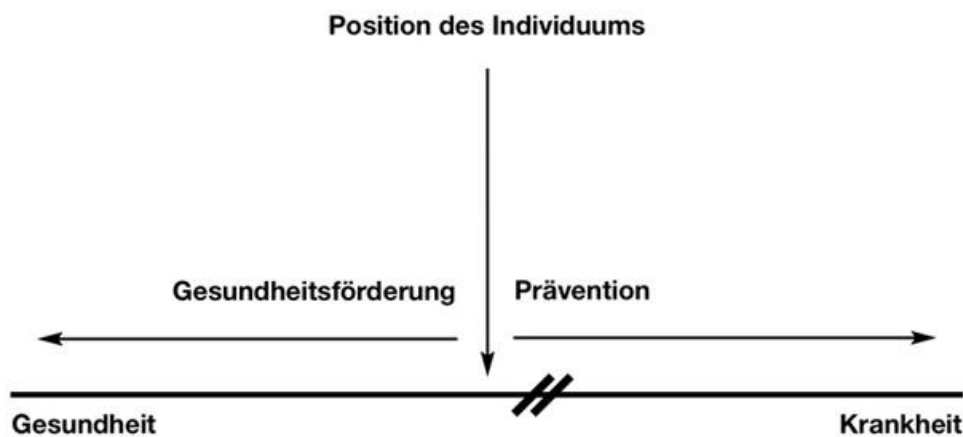 Position des Individuums
Gesundheitsförderung
Prävention
Gesundheit
Krankheit